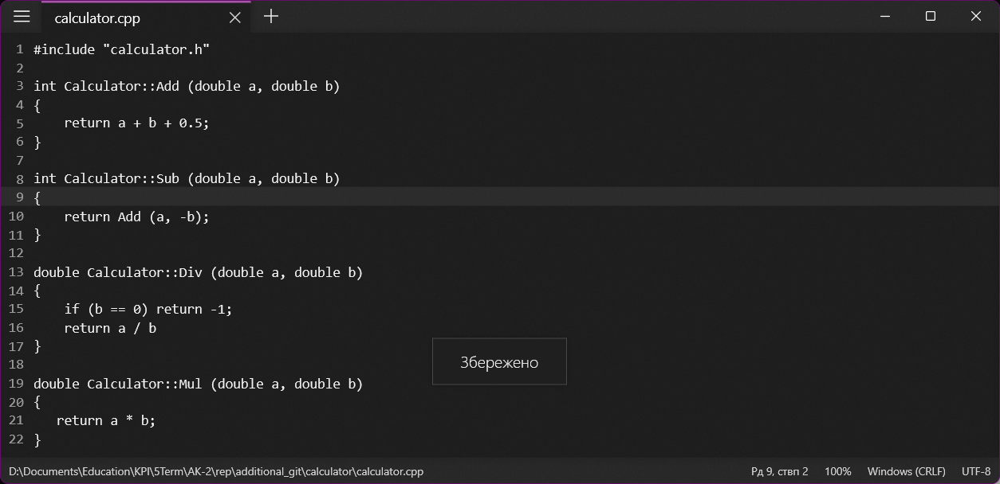 calculator.cpp
1 #include "calculator.h"
2
3 int Calculator::Add (double a, double b)
4 {
5     return a + b + 0.5;
6 }
7
8 int Calculator::Sub (double a, double b)
9 {
10     return Add (a, -b);
11 }
12
13 double Calculator::Div (double a, double b)
14 {
15     if (b == 0) return -1;
16     return a / b
17 }
18
19 double Calculator::Mul (double a, double b)
20 {
21    return a * b;
22 }
Збережено
D:\Documents\Education\KPI\5Term\AK-2\rep\additional_git\calculator\calculator.cpp Рд 9, ствп 2 100% Windows (CRLF) UTF-8